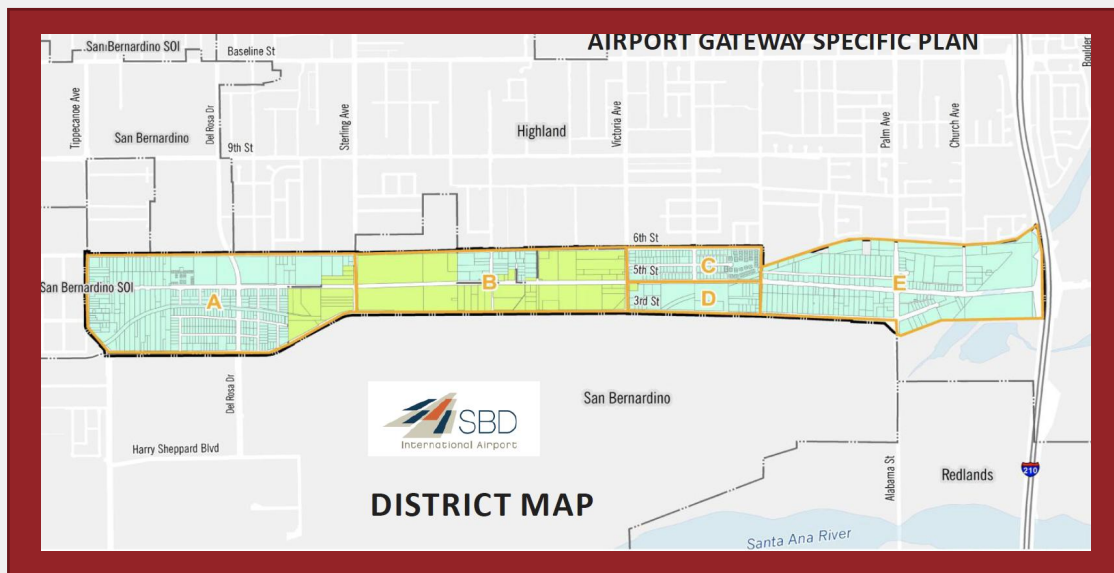 AIRPORT GATEWAY SPECIFIC PLAN
San Bernardino SOI
Baseline St
Boulder
Tippecanoe Ave
San Bernardino
Del Rosa Dr
9th St
Sterling Ave
Highland
Victoria Ave
Palm Ave
Church Ave
6th St
5th St
3rd St
San Bernardino SOI
A
B
C
D
E
Del Rosa Dr
Harry Sheppard Blvd
SBD
International Airport
San Bernardino
DISTRICT MAP
Alabama St
Redlands
210
Santa Ana River